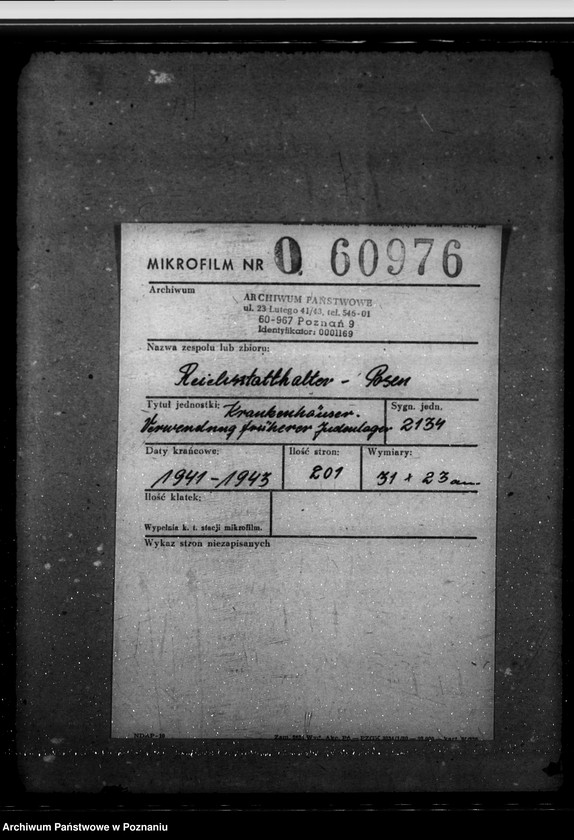 MIKROFILM NR 0. 60976
Archiwum
ARCHIWUM PAŃSTWOWE
ul. 23 Lutego 41/43, tel. 546-01
60-967 Poznań 9
Identyfikator: 0001169
Nazwa zespołu lub zbioru:
Reichsstatthalter - Posen
Tytuł jednostki: Krankenhäuser.
Verwendung früherer Judenlager
Sygn. jedn.
2134
Daty krańcowe:
1941-1943
Ilość stron:
201
Wymiary:
31 x 23 cm.
Ilość klatek:
Wypełnia k. t. stacji mikrofilm.
Wykaz stron niezapisanych
Archiwum Państwowe w Poznaniu